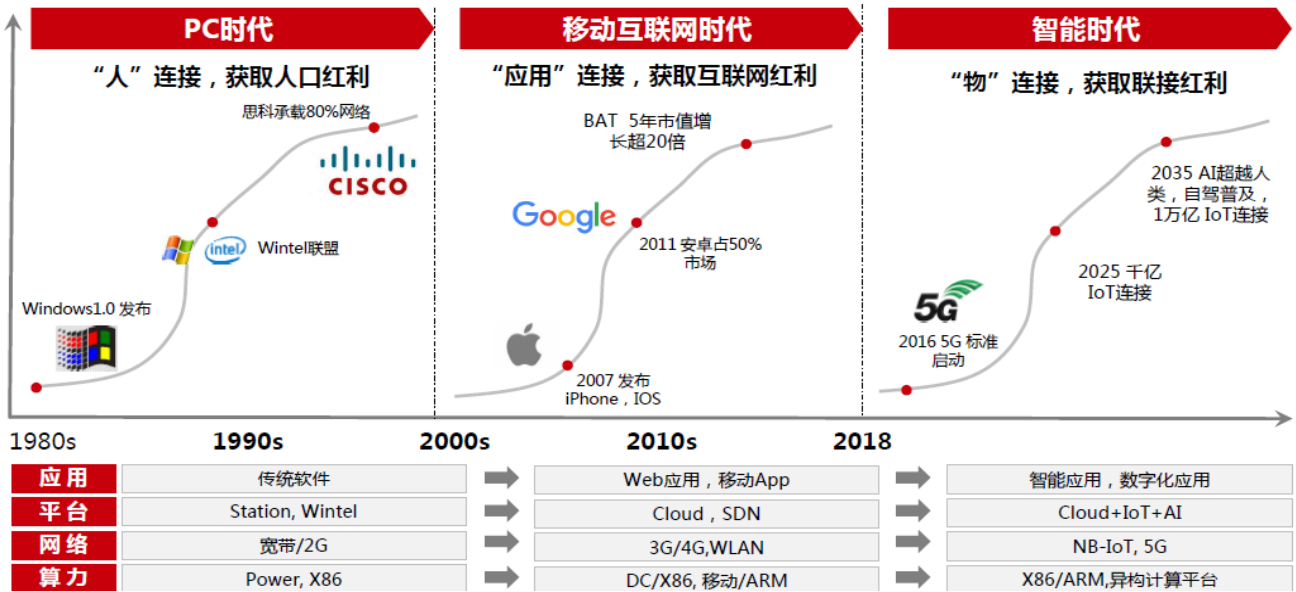 PC时代
移动互联网时代
智能时代
“人”连接，获取人口红利
“应用”连接，获取互联网红利
“物”连接，获取联接红利
思科承载80%网络
CISCO
intel
Wintel联盟
Windows1.0 发布
BAT 5年市值增
长超20倍
Google
2011 安卓占50%
市场
2007 发布
iPhone，IOS
2035 AI超越人
类，自驾普及，
1万亿 IoT连接
2025 千亿
IoT连接
5G
2016 5G 标准
启动
1980s
1990s
2000s
2010s
2018
应用
传统软件
Web应用，移动App
智能应用，数字化应用
平台
Station, Wintel
Cloud，SDN
Cloud+IoT+AI
网络
宽带/2G
3G/4G,WLAN
NB-IoT, 5G
算力
Power, X86
DC/X86, 移动/ARM
X86/ARM,异构计算平台